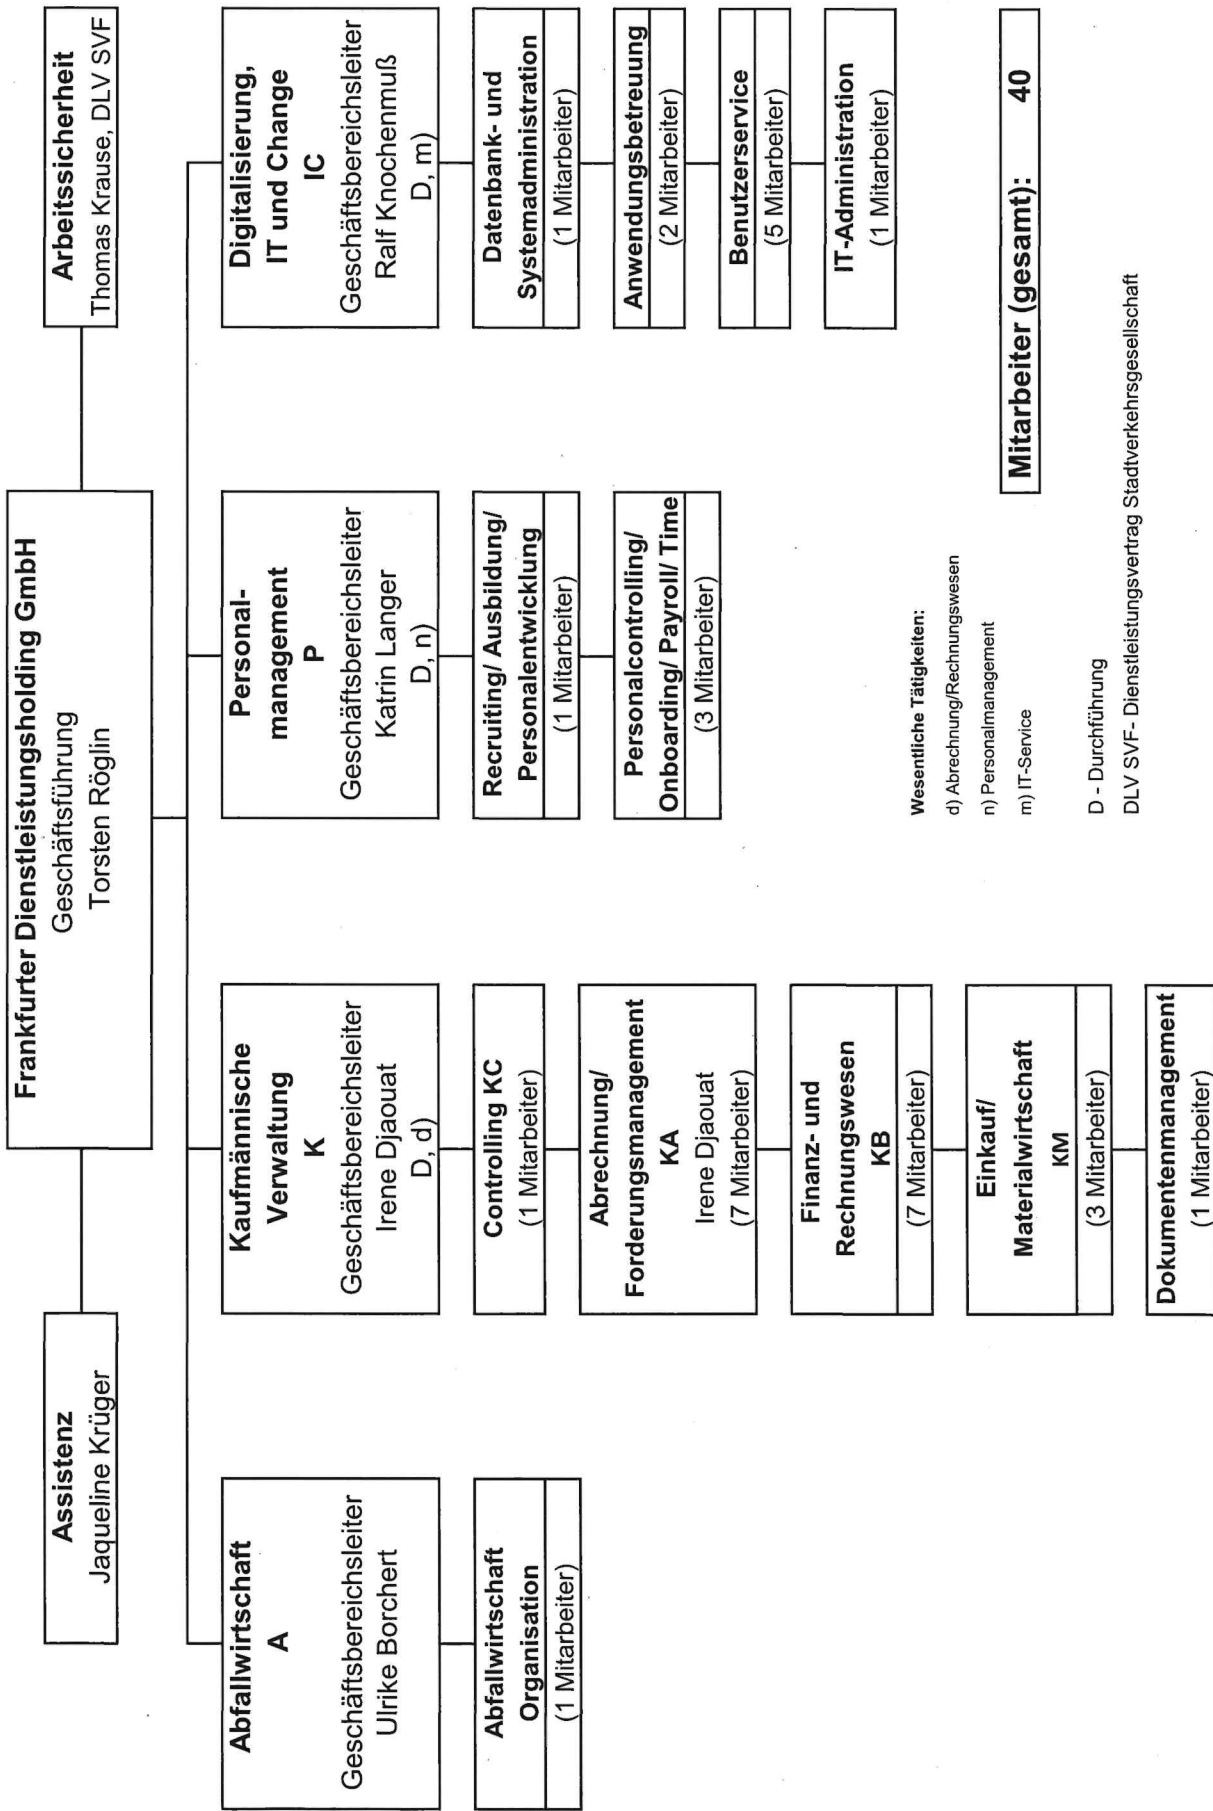 Frankfurter Dienstleistungsholding GmbH
Geschäftsführung
Torsten Röglin
Assistenz
Jaqueline Krüger
Arbeitssicherheit
Thomas Krause, DLV SVF
Abfallwirtschaft
A
Geschäftsbereichsleiter
Ulrike Borchert
Abfallwirtschaft
Organisation
(1 Mitarbeiter)
Kaufmännische
Verwaltung
K
Geschäftsbereichsleiter
Irene Djaouat
D, d)
Controlling KC
(1 Mitarbeiter)
Abrechnung/
Forderungsmanagement
KA
Irene Djaouat
(7 Mitarbeiter)
Finanz- und
Rechnungswesen
KB
(7 Mitarbeiter)
Einkauf/
Materialwirtschaft
KM
(3 Mitarbeiter)
Dokumentenmanagement
(1 Mitarbeiter)
Personal-
management
P
Geschäftsbereichsleiter
Katrin Langer
D, n)
Recruiting/ Ausbildung/
Personalentwicklung
(1 Mitarbeiter)
Personalcontrolling/
Onboarding/ Payroll/ Time
(3 Mitarbeiter)
Digitalisierung,
IT und Change
IC
Geschäftsbereichsleiter
Ralf Knochenmuß
D, m)
Datenbank- und
Systemadministration
(1 Mitarbeiter)
Anwendungsbetreuung
(2 Mitarbeiter)
Benutzerservice
(5 Mitarbeiter)
IT-Administration
(1 Mitarbeiter)
Wesentliche Tätigkeiten:
d) Abrechnung/Rechnungswesen
n) Personalmanagement
m) IT-Service
D - Durchführung
DLV SVF- Dienstleistungsvertrag Stadtverkehrsgesellschaft
Mitarbeiter (gesamt): 40